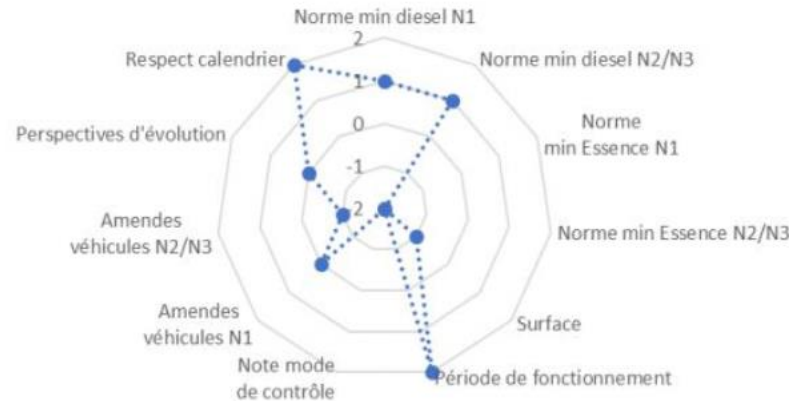 Norme min diesel N1
Norme min diesel N2/N3
Norme
min Essence N1
Norme min Essence N2/N3
Surface
Période de fonctionnement
Note mode
de contrôle
Amendes
véhicules N1
Amendes
véhicules N2/N3
Perspectives d'évolution
Respect calendrier
2
1
0
-1
2